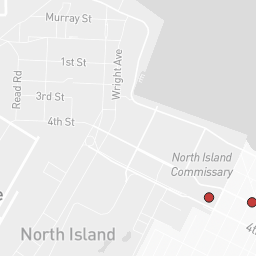 Murray St
1st St
Wright Ave
Read Rd
3rd St
4th St
North Island
Commissary
North Island